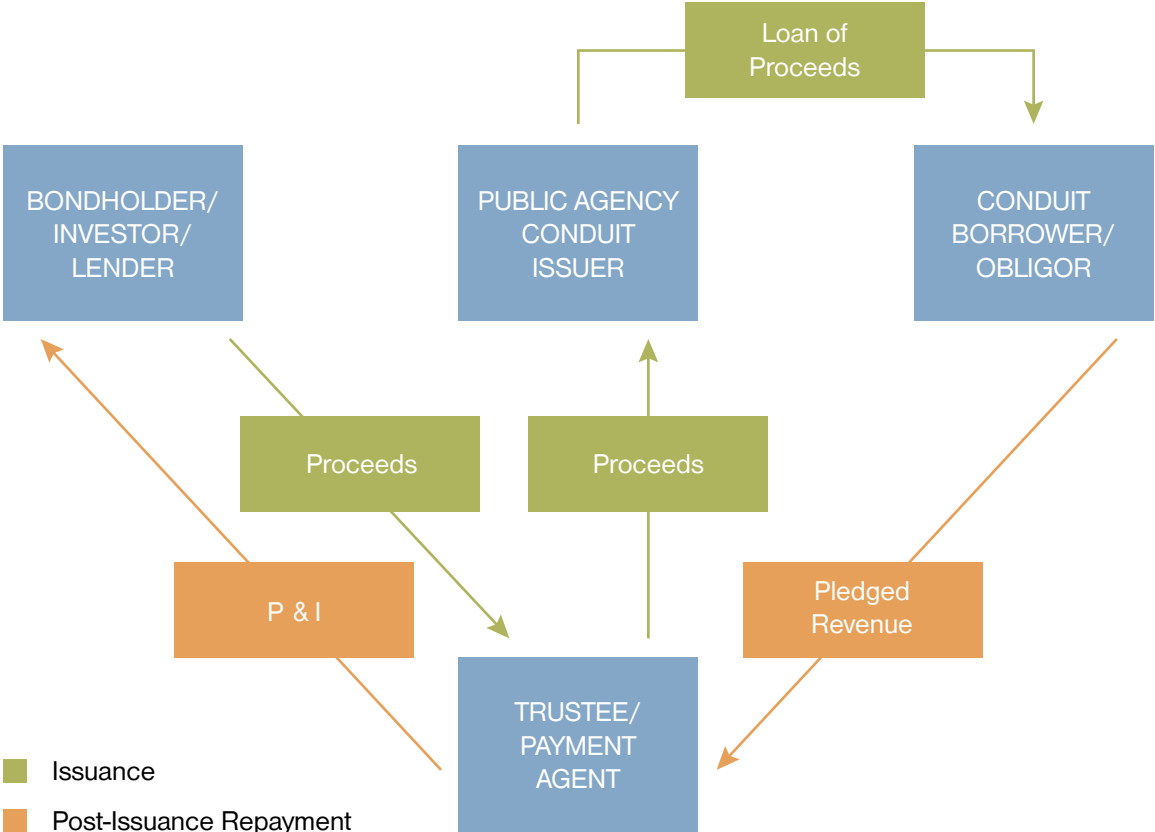 Loan of
Proceeds
BONDHOLDER/
INVESTOR/
LENDER
PUBLIC AGENCY
CONDUIT
ISSUER
CONDUIT
BORROWER/
OBLIGOR
Proceeds
Proceeds
P & I
Pledged
Revenue
TRUSTEE/
PAYMENT
AGENT
Issuance
Post-Issuance Repayment